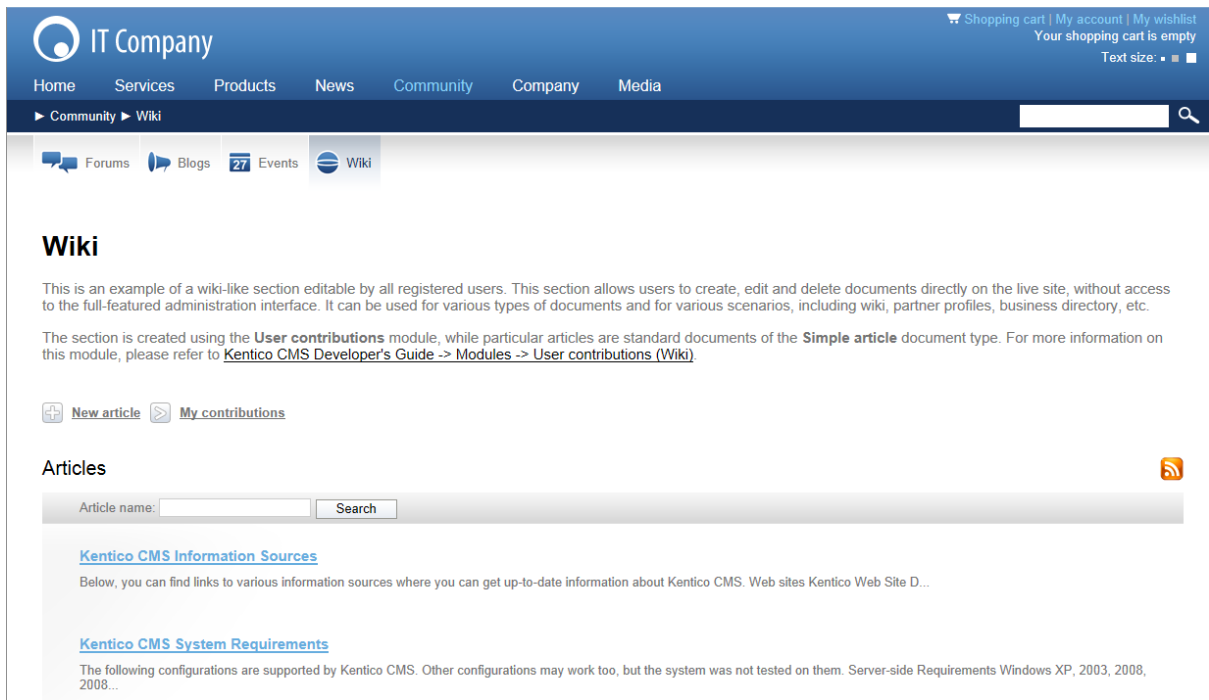 IT Company
Shopping cart | My account | My wishlist
Your shopping cart is empty
Text size:
Home Services Products News Community Company Media
► Community ► Wiki
Forums Blogs 27 Events Wiki
Wiki
This is an example of a wiki-like section editable by all registered users. This section allows users to create, edit and delete documents directly on the live site, without access
to the full-featured administration interface. It can be used for various types of documents and for various scenarios, including wiki, partner profiles, business directory, etc.
The section is created using the User contributions module, while particular articles are standard documents of the Simple article document type. For more information on
this module, please refer to Kentico CMS Developer's Guide -> Modules -> User contributions (Wiki).
New article My contributions
Articles
Article name: Search
Kentico CMS Information Sources
Below, you can find links to various information sources where you can get up-to-date information about Kentico CMS. Web sites Kentico Web Site D...
Kentico CMS System Requirements
The following configurations are supported by Kentico CMS. Other configurations may work too, but the system was not tested on them. Server-side Requirements Windows XP, 2003, 2008,
2008...